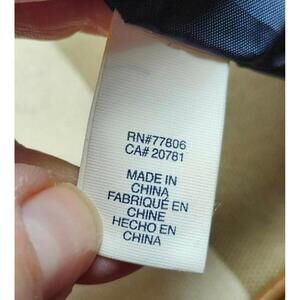 RN#77806
CA# 20781
MADE IN
CHINA
FABRIQUÉ EN
CHINE
HECHO EN
CHINA